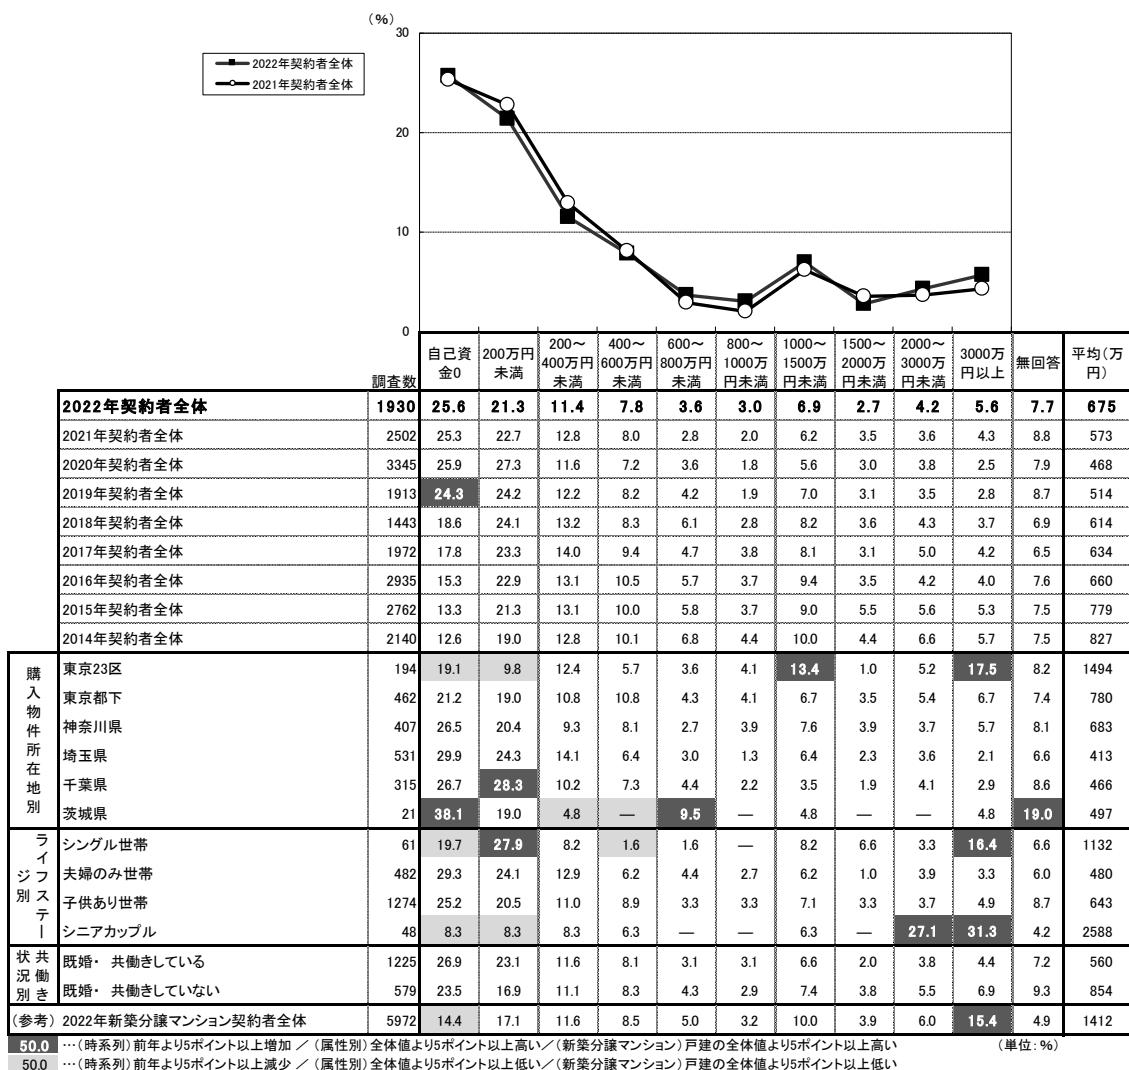 (%)
30
20
10
0
2022年契約者全体
2021年契約者全体
調査数 自己資金0 200万円未満 200～400万円未満 400～600万円未満 600～800万円未満 800～1000万円未満 1000～1500万円未満 1500～2000万円未満 2000～3000万円未満 3000万円以上 無回答 平均(万円)
2022年契約者全体 1930 25.6 21.3 11.4 7.8 3.6 3.0 6.9 2.7 4.2 5.6 7.7 675
2021年契約者全体 2502 25.3 22.7 12.8 8.0 2.8 2.0 6.2 3.5 3.6 4.3 8.8 573
2020年契約者全体 3345 25.9 27.3 11.6 7.2 3.6 1.8 5.6 3.0 3.8 2.5 7.9 468
2019年契約者全体 1913 24.3 24.2 12.2 8.2 4.2 1.9 7.0 3.1 3.5 2.8 8.7 514
2018年契約者全体 1443 18.6 24.1 13.2 8.3 6.1 2.8 8.2 3.6 4.3 3.7 6.9 614
2017年契約者全体 1972 17.8 23.3 14.0 9.4 4.7 3.8 8.1 3.1 5.0 4.2 6.5 634
2016年契約者全体 2935 15.3 22.9 13.1 10.5 5.7 3.7 9.4 3.5 4.2 4.0 7.6 660
2015年契約者全体 2762 13.3 21.3 13.1 10.0 5.8 3.7 9.0 5.5 5.6 5.3 7.5 779
2014年契約者全体 2140 12.6 19.0 12.8 10.1 6.8 4.4 10.0 4.4 6.6 5.7 7.5 827
購入物件所在地別
東京23区 194 19.1 9.8 12.4 5.7 3.6 4.1 13.4 1.0 5.2 17.5 8.2 1494
東京都下 462 21.2 19.0 10.8 10.8 4.3 4.1 6.7 3.5 5.4 6.7 7.4 780
神奈川県 407 26.5 20.4 9.3 8.1 2.7 3.9 7.6 3.9 3.7 5.7 8.1 683
埼玉県 531 29.9 24.3 14.1 6.4 3.0 1.3 6.4 2.3 3.6 2.1 6.6 413
千葉県 315 26.7 28.3 10.2 7.3 4.4 2.2 3.5 1.9 4.1 2.9 8.6 466
茨城県 21 38.1 19.0 4.8 ― 9.5 ― 4.8 ― ― 4.8 19.0 497
ライフステージ別
シングル世帯 61 19.7 27.9 8.2 1.6 1.6 ― 8.2 6.6 3.3 16.4 6.6 1132
夫婦のみ世帯 482 29.3 24.1 12.9 6.2 4.4 2.7 6.2 1.0 3.9 3.3 6.0 480
子供あり世帯 1274 25.2 20.5 11.0 8.9 3.3 3.3 7.1 3.3 3.7 4.9 8.7 643
シニアカップル 48 8.3 8.3 8.3 6.3 ― ― 6.3 ― 27.1 31.3 4.2 2588
共働き状況別
既婚・ 共働きしている 1225 26.9 23.1 11.6 8.1 3.1 3.1 6.6 2.0 3.8 4.4 7.2 560
既婚・ 共働きしていない 579 23.5 16.9 11.1 8.3 4.3 2.9 7.4 3.8 5.5 6.9 9.3 854
(参考) 2022年新築分譲マンション契約者全体 5972 14.4 17.1 11.6 8.5 5.0 3.2 10.0 3.9 6.0 15.4 4.9 1412
50.0 …(時系列)前年より5ポイント以上増加 ／ (属性別)全体値より5ポイント以上高い／(新築分譲マンション)戸建の全体値より5ポイント以上高い (単位:%)
50.0 …(時系列)前年より5ポイント以上減少 ／ (属性別)全体値より5ポイント以上低い／(新築分譲マンション)戸建の全体値より5ポイント以上低い